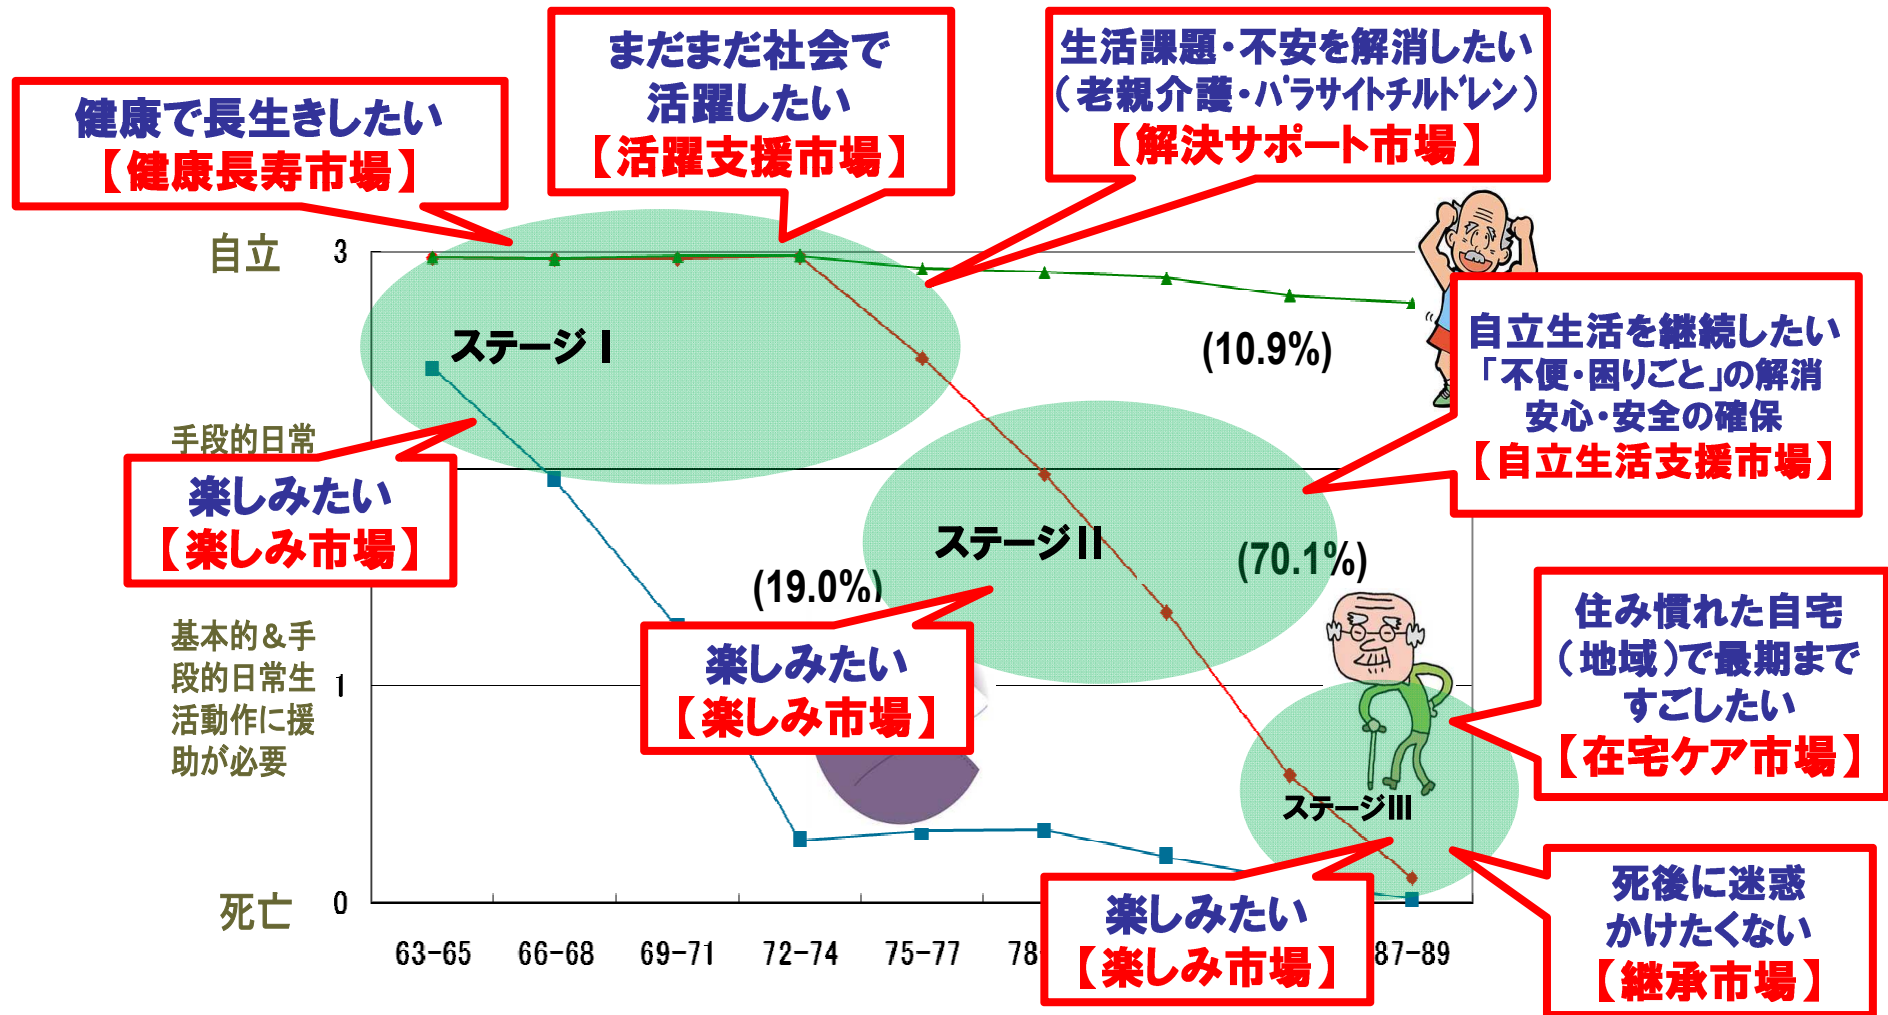 まだまだ社会で
活躍したい
【活躍支援市場】
生活課題・不安を解消したい
(老親介護・パラサイトチルドレン)
【解決サポート市場】
健康で長生きしたい
【健康長寿市場】
自立
3
ステージⅠ
(10.9%)
自立生活を継続したい
「不便・困りごと」の解消
安心・安全の確保
【自立生活支援市場】
手段的日常
楽しみたい
【楽しみ市場】
ステージⅡ
(70.1%)
(19.0%)
住み慣れた自宅
(地域)で最期まで
すごしたい
【在宅ケア市場】
基本的&手
段的日常生
活動作に援
助が必要
1
楽しみたい
【楽しみ市場】
ステージⅢ
死亡
0
楽しみたい
【楽しみ市場】
死後に迷惑
かけたくない
【継承市場】
63-65
66-68
69-71
72-74
75-77
78-
87-89